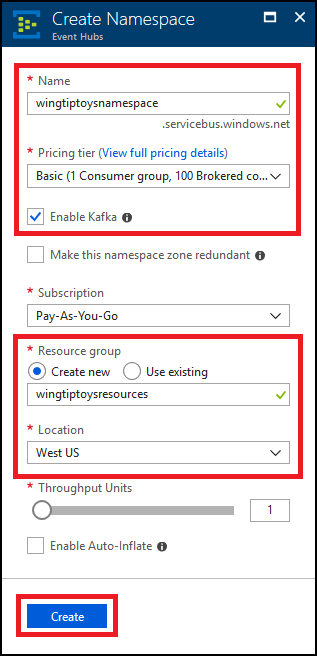 Create Namespace
Event Hubs
* Name
wingtiptoysnamespace
.servicebus.windows.net
* Pricing tier (View full pricing details)
Basic (1 Consumer group, 100 Brokered co...
Enable Kafka
Make this namespace zone redundant
* Subscription
Pay-As-You-Go
* Resource group
Create new Use existing
wingtiptoysresources
* Location
West US
* Throughput Units
1
Enable Auto-Inflate
Create